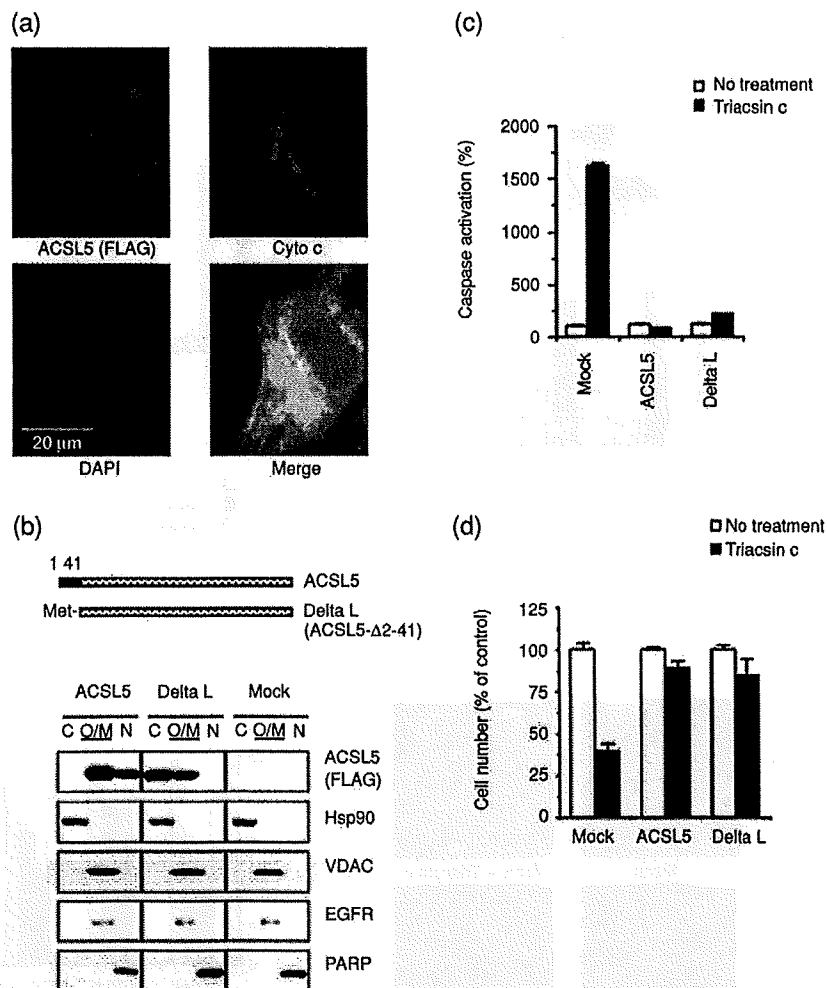 (a)
ACSL5 (FLAG)
Cyto c
20 µm
DAPI
Merge
(b)
1 41
ACSL5
Met-
Delta L
(ACSL5-Δ2-41)
ACSL5 Delta L Mock
C O/M N C O/M N C O/M N
ACSL5
(FLAG)
Hsp90
VDAC
EGFR
PARP
(c)
No treatment
Triacsin c
Caspase activation (%)
2000
1500
1000
500
0
Mock
ACSL5
Delta L
(d)
No treatment
Triacsin c
Cell number (% of control)
125
100
75
50
25
0
Mock ACSL5 Delta L